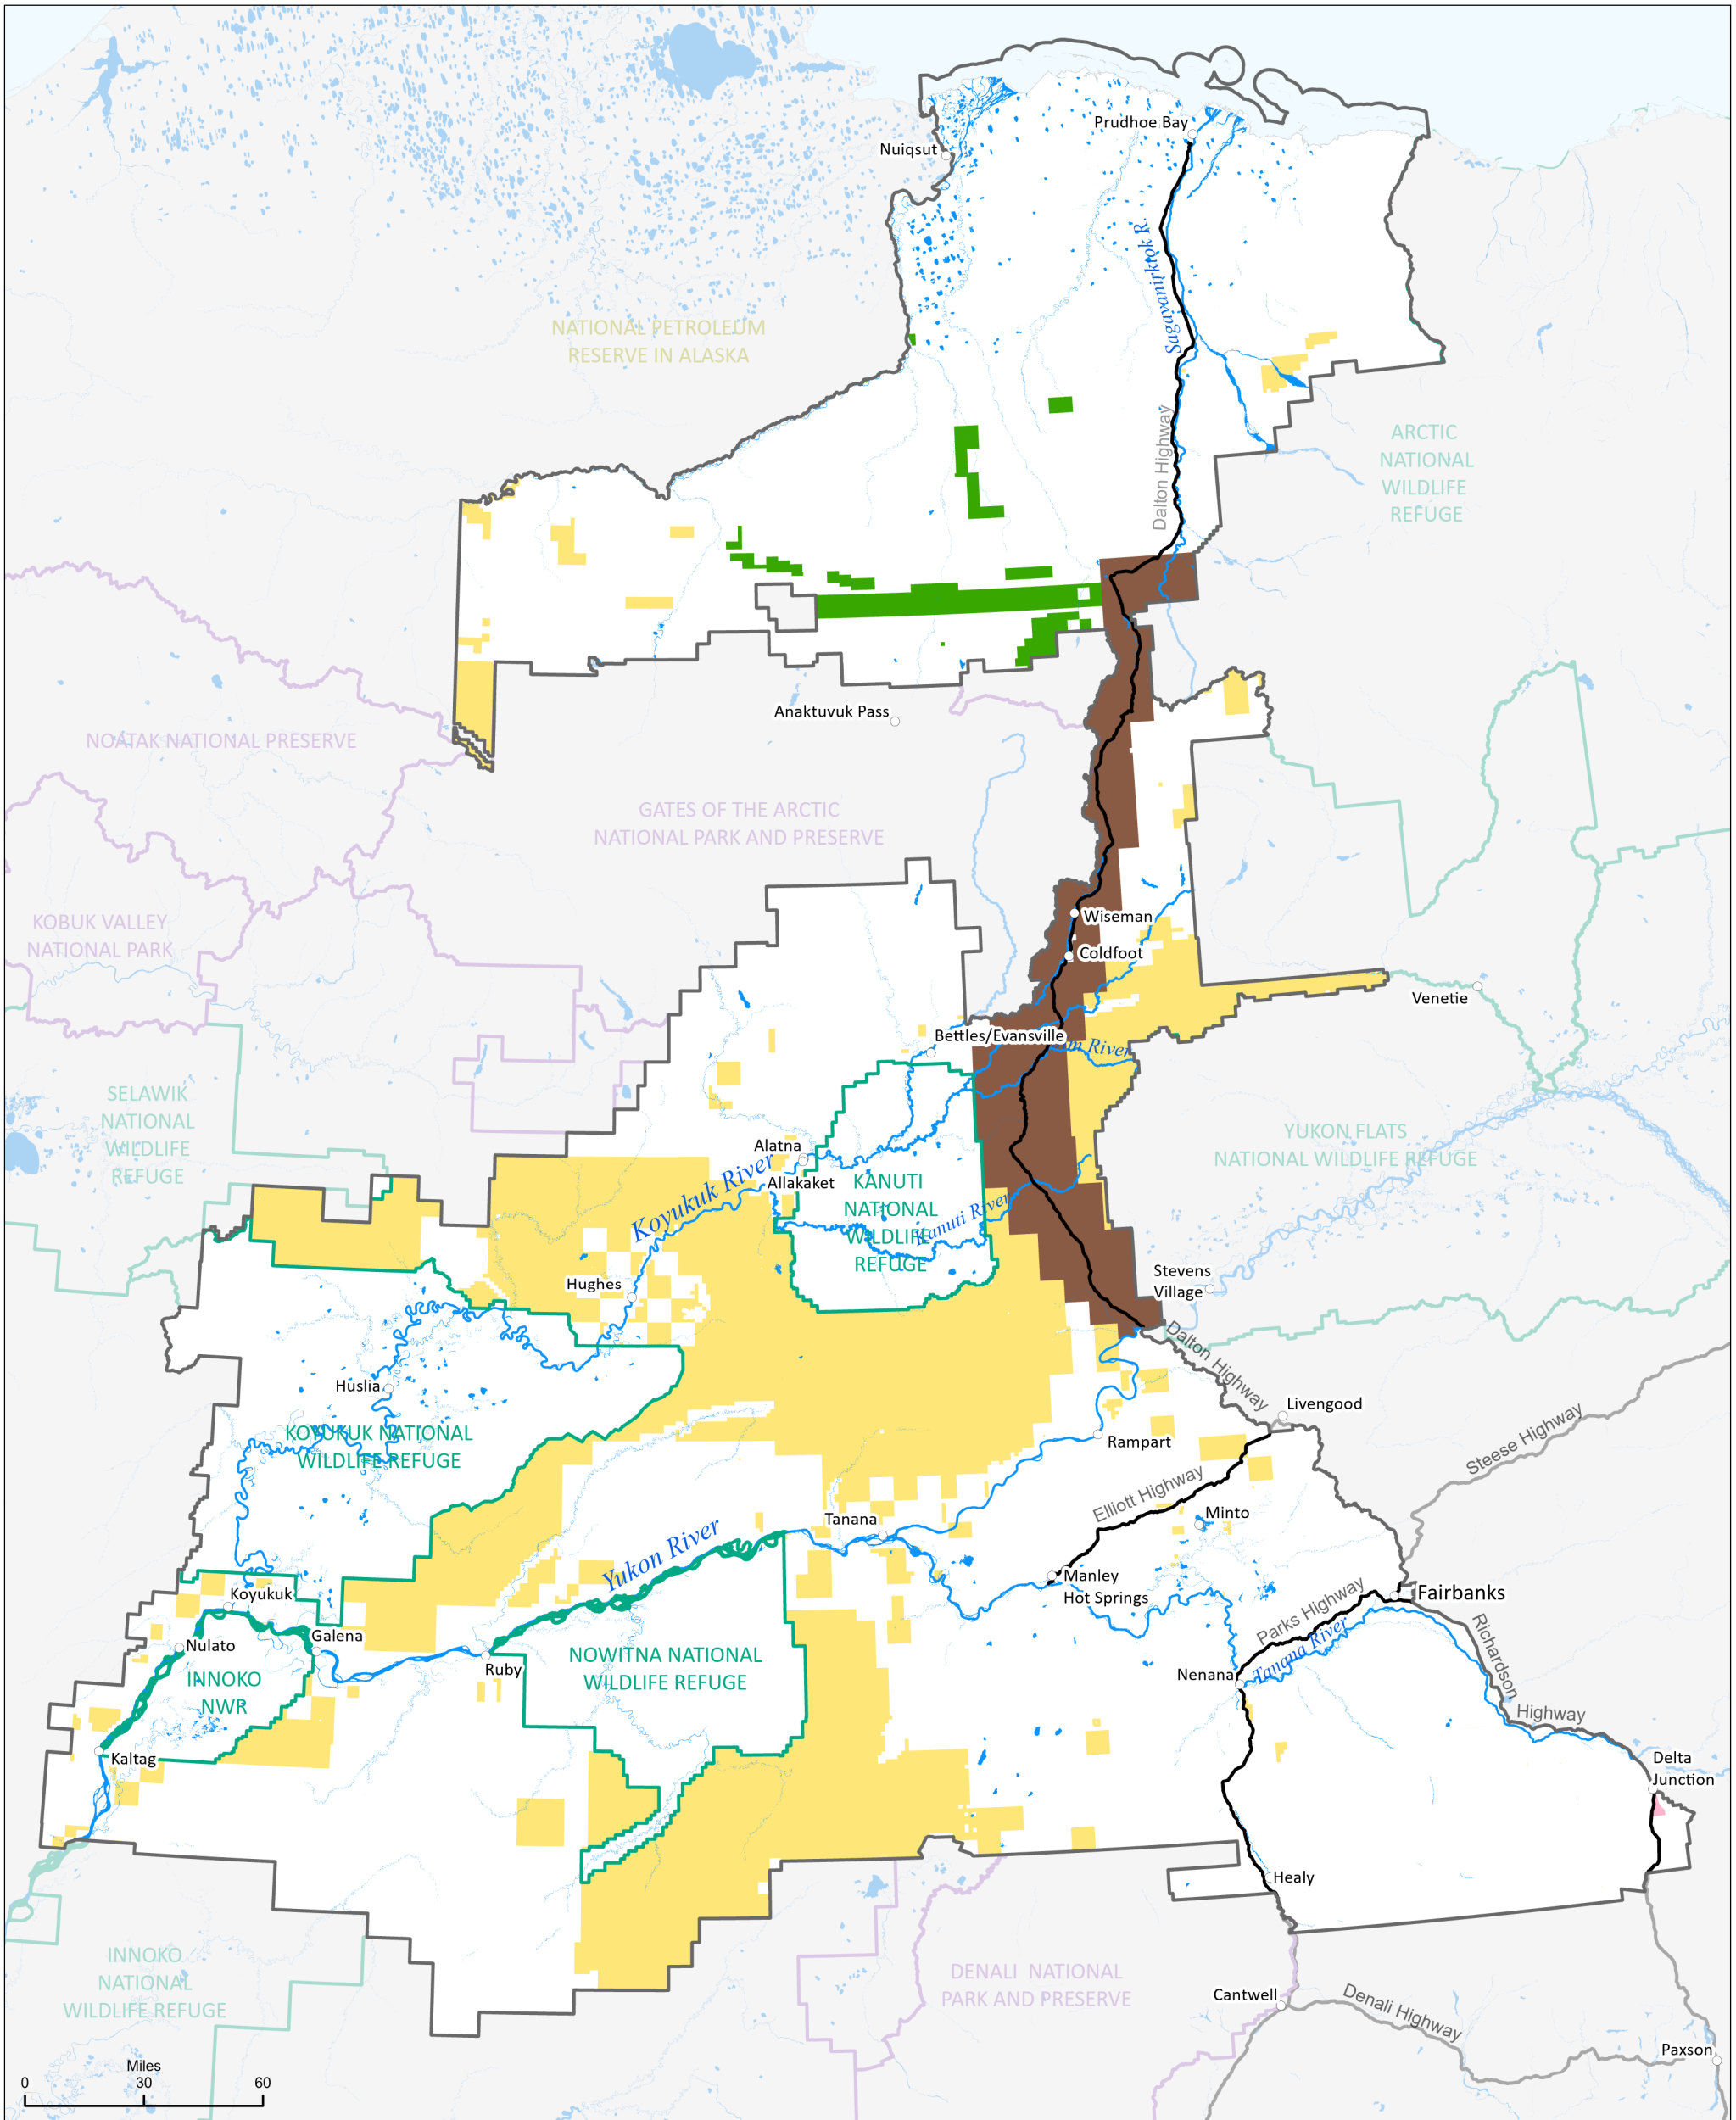 Prudhoe Bay
Nuiqsut
Sagavanirktok R.
NATIONAL PETROLEUM
RESERVE IN ALASKA
Dalton Highway
ARCTIC
NATIONAL
WILDLIFE
REFUGE
Anaktuvuk Pass
NOATAK NATIONAL PRESERVE
GATES OF THE ARCTIC
NATIONAL PARK AND PRESERVE
KOBUK VALLEY
NATIONAL PARK
Wiseman
Coldfoot
Venetie
Bettles/Evansville
River
SELAWIK
NATIONAL
WILDLIFE
REFUGE
YUKON FLATS
NATIONAL WILDLIFE REFUGE
Alatna
Allakaket
Koyukuk River
KANUTI
NATIONAL
WILDLIFE
REFUGE
Kanuti River
Hughes
Stevens
Village
Dalton Highway
Huslia
Livengood
KOYUKUK NATIONAL
WILDLIFE REFUGE
Rampart
Steese Highway
Elliott Highway
Minto
Tanana
Yukon River
Manley
Hot Springs
Koyukuk
Fairbanks
Parks Highway
Nulato
Galena
Ruby
INNOKO
NWR
NOWITNA NATIONAL
WILDLIFE REFUGE
Nenana
Tanana River
Richardson
Highway
Kaltag
Delta
Junction
Healy
INNOKO
NATIONAL
WILDLIFE REFUGE
DENALI NATIONAL
PARK AND PRESERVE
Cantwell
Denali Highway
Paxson
Miles
0 30 60